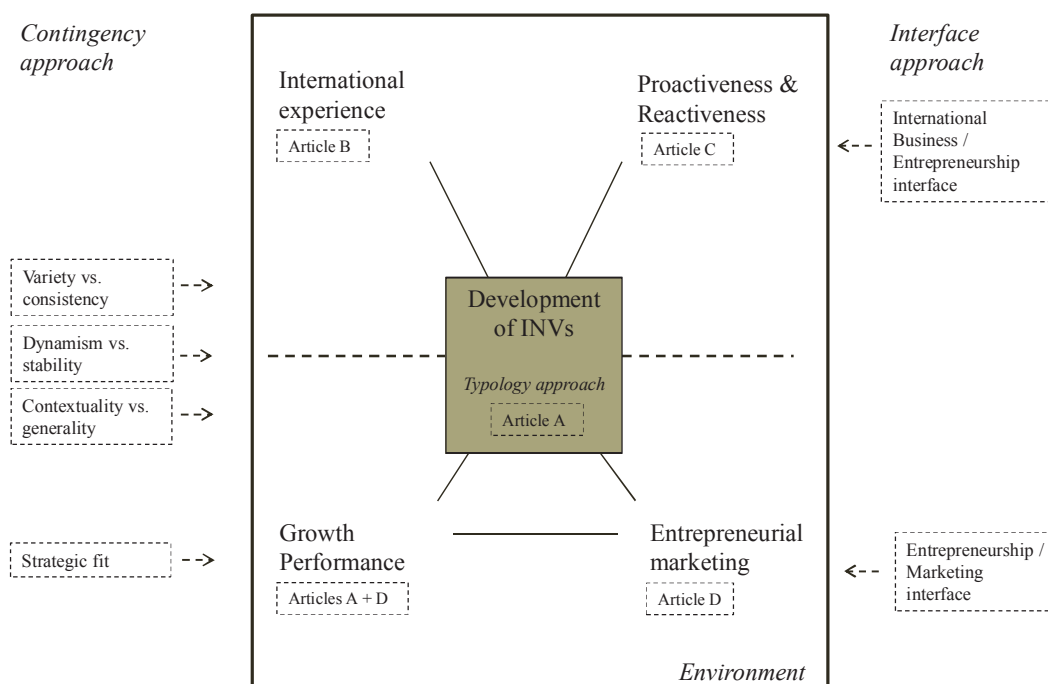 Contingency
approach
Interface
approach
International
experience
Article B
Proactiveness &
Reactiveness
Article C
International
Business /
Entrepreneurship
interface
Variety vs.
consistency
Dynamism vs.
stability
Contextuality vs.
generality
Development
of INVs
Typology approach
Article A
Strategic fit
Growth
Performance
Articles A + D
Entrepreneurial
marketing
Article D
Entrepreneurship /
Marketing
interface
Environment